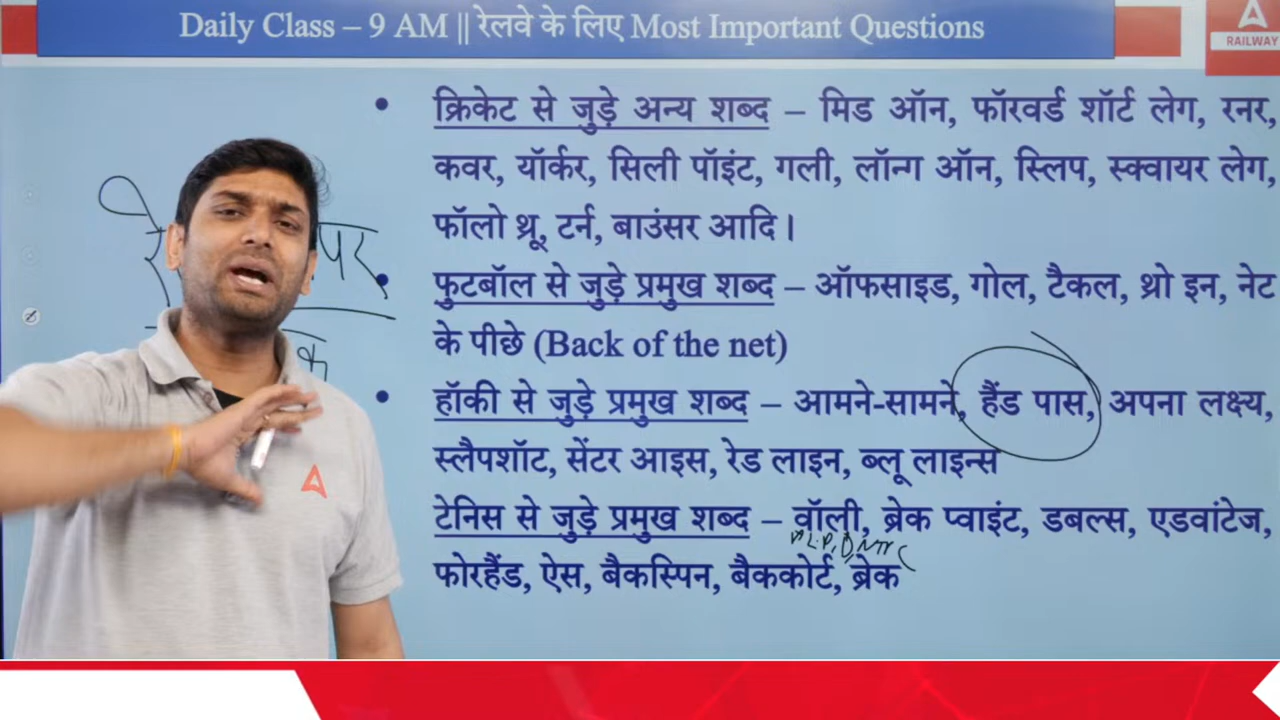 Daily Class – 9 AM || रेलवे के लिए Most Important Questions
RAILWAY
• क्रिकेट से जुड़े अन्य शब्द – मिड ऑन, फॉरवर्ड शॉर्ट लेग, रनर,
कवर, यॉर्कर, सिली पॉइंट, गली, लॉन्ग ऑन, स्लिप, स्क्वायर लेग,
फॉलो थ्रू, टर्न, बाउंसर आदि।
• फुटबॉल से जुड़े प्रमुख शब्द – ऑफसाइड, गोल, टैकल, थ्रो इन, नेट
के पीछे (Back of the net)
• हॉकी से जुड़े प्रमुख शब्द – आमने-सामने, हैंड पास, अपना लक्ष्य,
स्लैपशॉट, सेंटर आइस, रेड लाइन, ब्लू लाइन्स
टेनिस से जुड़े प्रमुख शब्द – वॉली, ब्रेक प्वाइंट, डबल्स, एडवांटेज,
फोरहैंड, ऐस, बैकस्पिन, बैककोर्ट, ब्रेक